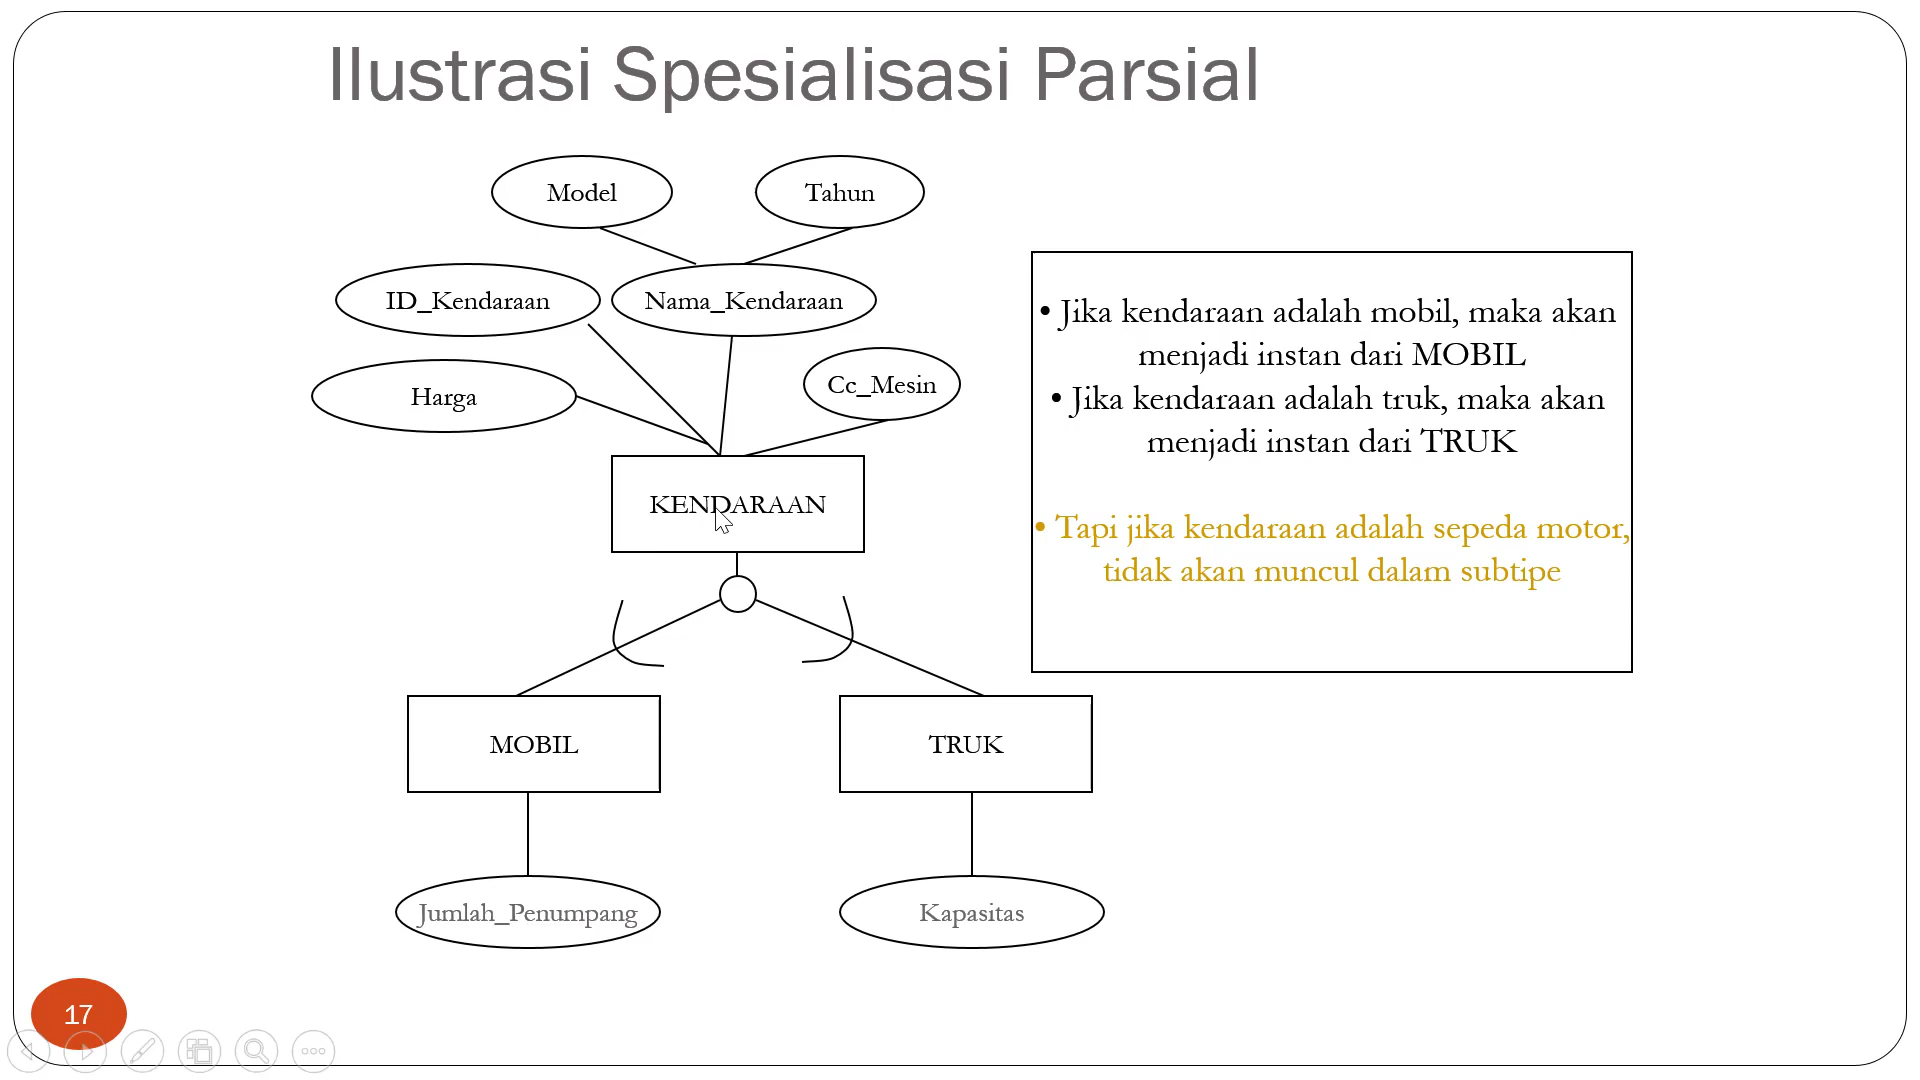 Ilustrasi Spesialisasi Parsial
Model
Tahun
ID_Kendaraan
Nama_Kendaraan
Harga
Cc_Mesin
KENDARAAN
MOBIL
TRUK
Jumlah_Penumpang
Kapasitas
• Jika kendaraan adalah mobil, maka akan
menjadi instan dari MOBIL
• Jika kendaraan adalah truk, maka akan
menjadi instan dari TRUK
• Tapi jika kendaraan adalah sepeda motor,
tidak akan muncul dalam subtipe
17